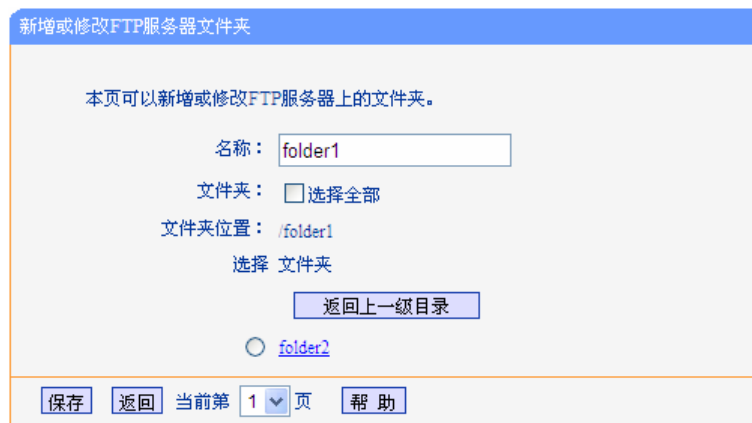 新增或修改FTP服务器文件夹
本页可以新增或修改FTP服务器上的文件夹。
名称： folder1
文件夹： 选择全部
文件夹位置： /folder1
选择 文件夹
返回上一级目录
folder2
保存 返回 当前第 1 页 帮 助